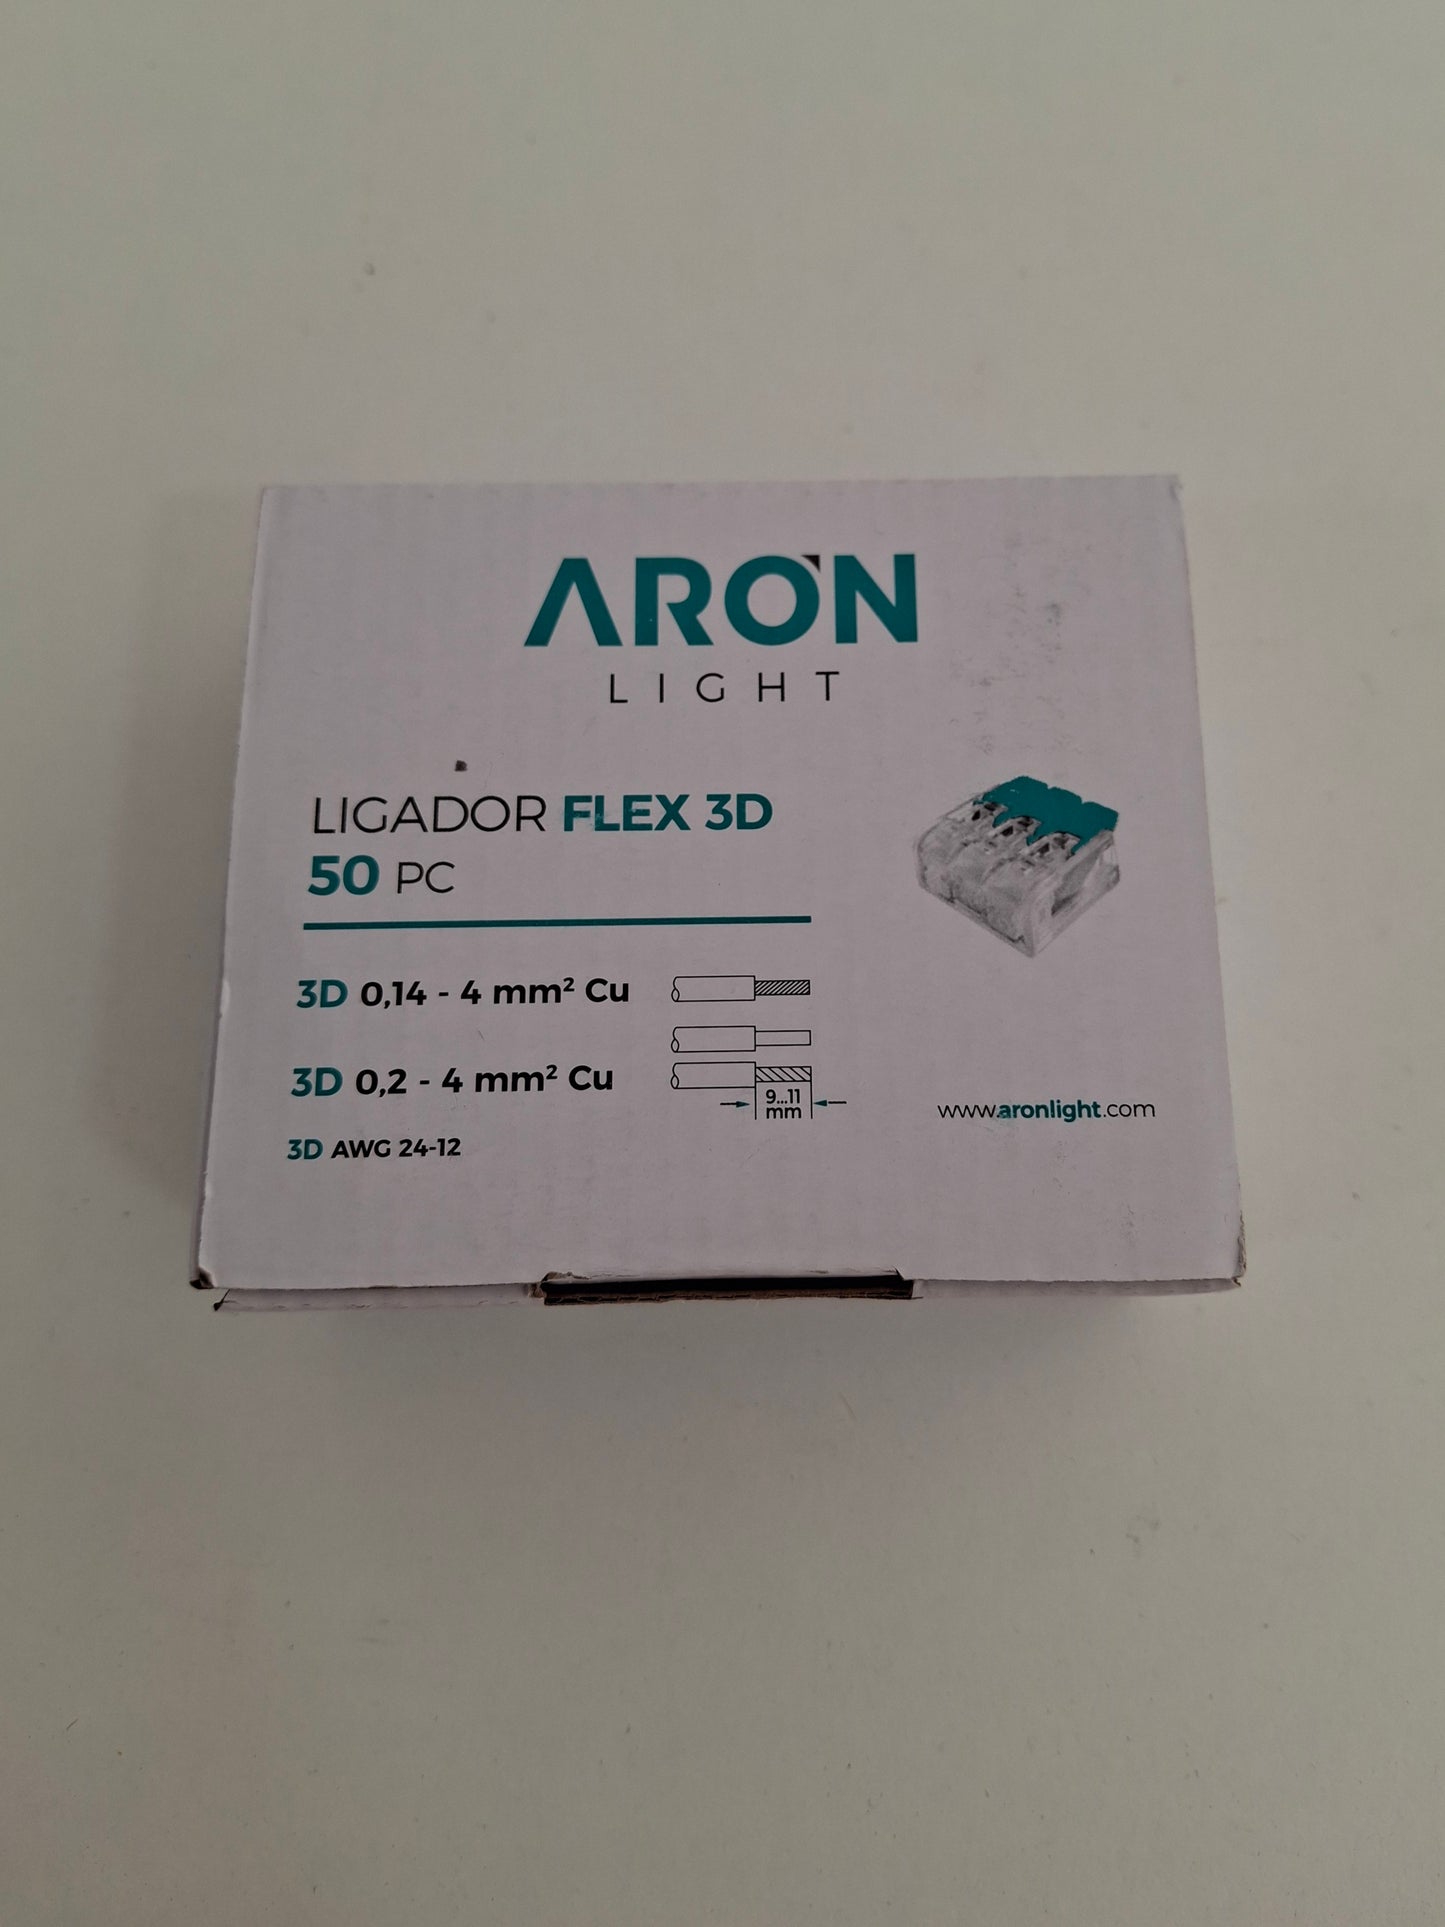 ARON
LIGHT
LIGADOR FLEX 3D
50 PC
3D 0,14 - 4 mm² Cu
3D 0,2 - 4 mm² Cu
9...11
mm
3D AWG 24-12
www.aronlight.com